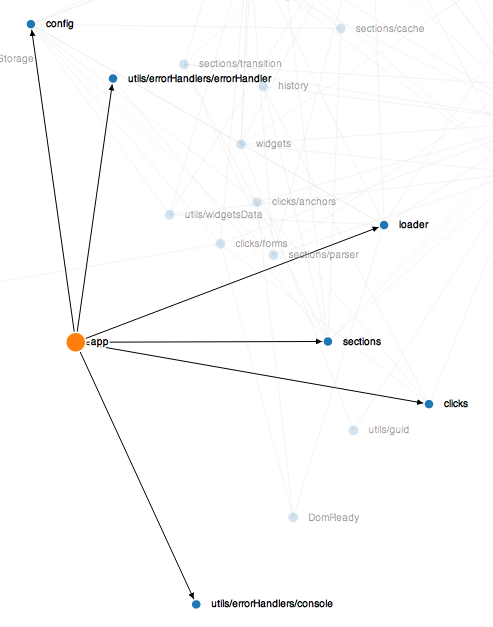 config
sections/cache
Storage
sections/transition
utils/errorHandlers/errorHandler
history
widgets
clicks/anchors
utils/widgetsData
loader
clicks/forms
sections/parser
app
sections
clicks
utils/guid
DomReady
utils/errorHandlers/console